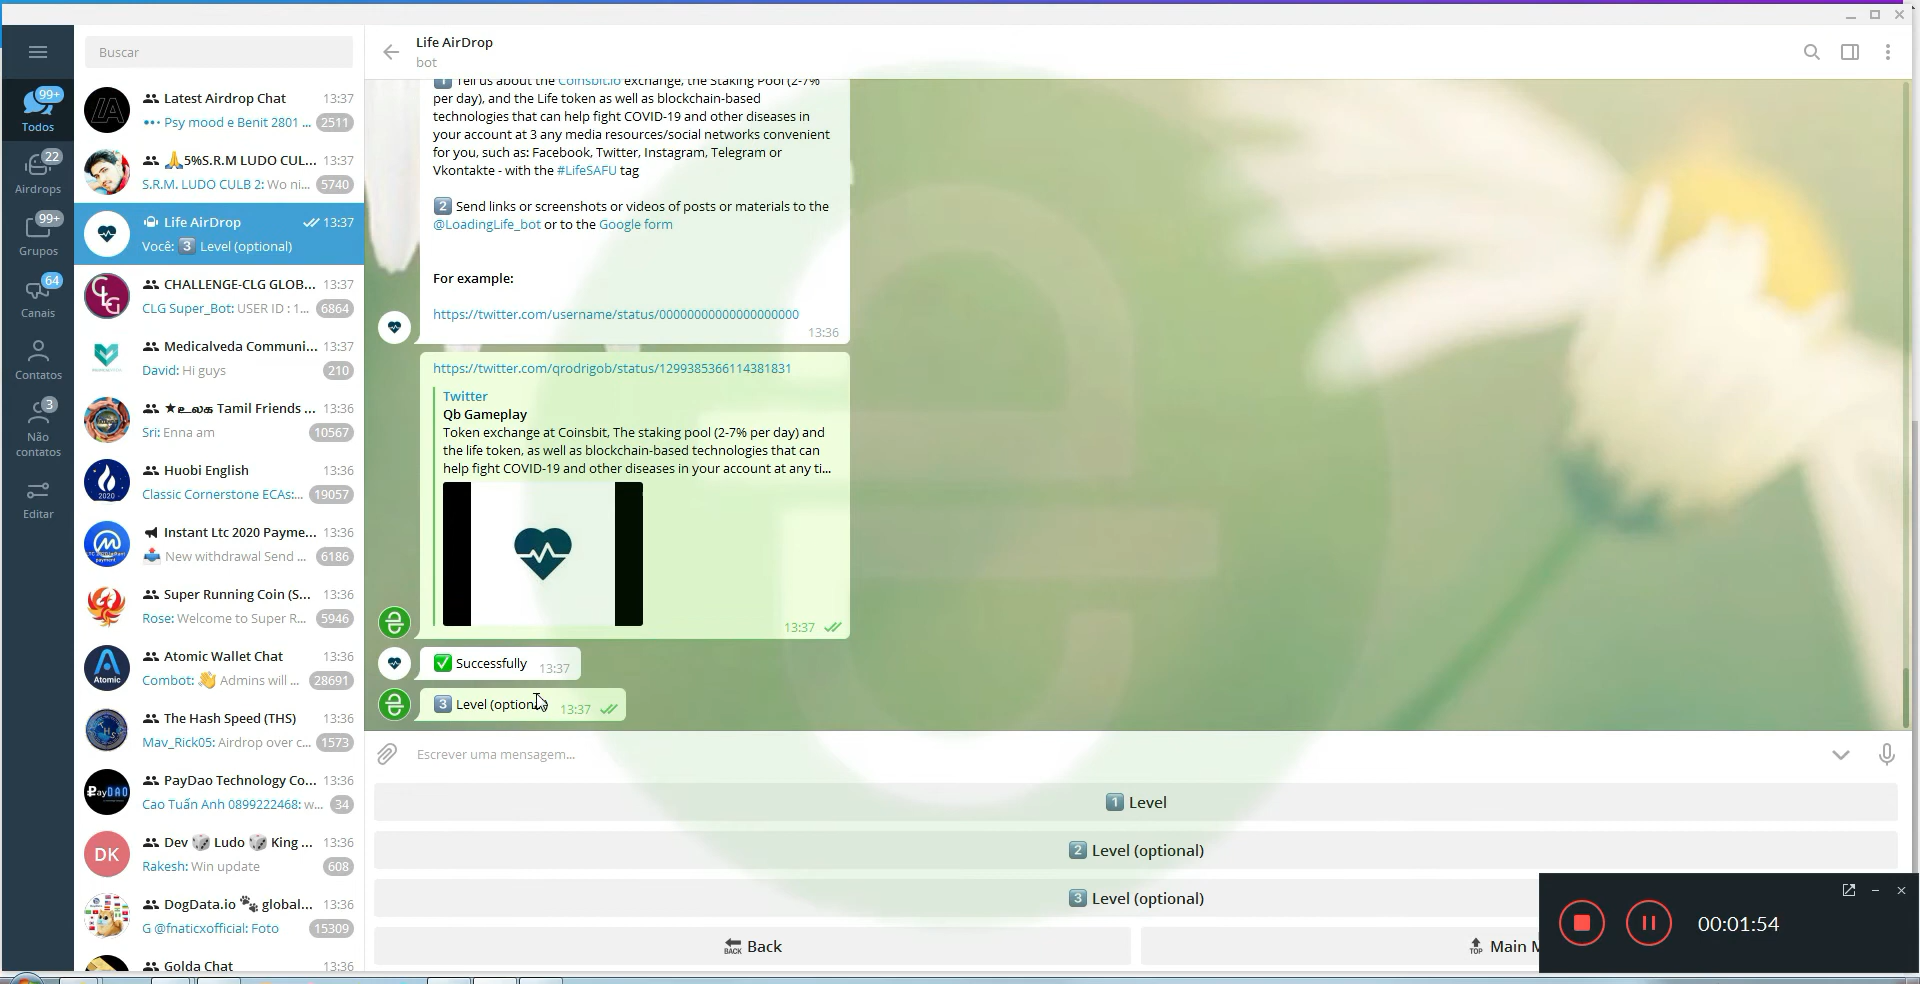 Buscar
99+
Todos
22
Airdrops
99+
Grupos
64
Canais
Contatos
3
Não
contatos
Editar
Latest Airdrop Chat 13:37
Psy mood e Benit 2801 ... 2511
🙏5%S.R.M LUDO CUL... 13:37
S.R.M. LUDO CULB 2: Wo ni... 5740
Life AirDrop 13:37
Você: 3️⃣ Level (optional)
CHALLENGE-CLG GLOB... 13:37
CLG Super_Bot: USER ID : 1... 6864
Medicalveda Communi... 13:37
David: Hi guys 210
★உலக Tamil Friends ... 13:36
Sri: Enna am 10567
Huobi English 13:36
Classic Cornerstone ECAs:... 19057
2020
Instant Ltc 2020 Payme... 13:36
📤 New withdrawal Send ... 6186
Super Running Coin (S... 13:36
Rose: Welcome to Super R... 5946
Atomic Wallet Chat 13:36
Combot: 👋 Admins will ... 28691
Atomic
The Hash Speed (THS) 13:36
Mav_Rick05: Airdrop over c... 1573
PayDao Technology Co... 13:36
Cao Tuấn Anh 0899222468: w... 34
PayDAO
Dev 🎲 Ludo 🎲 King ... 13:36
Rakesh: Win update 608
DK
DogData.io 🐾 global... 13:36
G @fnaticxofficial: Foto 15309
Golda Chat 13:36
Life AirDrop
bot
1️⃣ Tell us about the Coinsbit.io exchange, the Staking Pool (2-7%
per day), and the Life token as well as blockchain-based
technologies that can help fight COVID-19 and other diseases in
your account at 3 any media resources/social networks convenient
for you, such as: Facebook, Twitter, Instagram, Telegram or
Vkontakte - with the #LifeSAFU tag
2️⃣ Send links or screenshots or videos of posts or materials to the
@LoadingLife_bot or to the Google form
For example:
https://twitter.com/username/status/00000000000000000000
13:36
https://twitter.com/qrodrigob/status/1299385366114381831
Twitter
Qb Gameplay
Token exchange at Coinsbit, The staking pool (2-7% per day) and
the life token, as well as blockchain-based technologies that can
help fight COVID-19 and other diseases in your account at any ti...
13:37
✅ Successfully 13:37
3️⃣ Level (optional) 13:37
Escrever uma mensagem...
1️⃣ Level
2️⃣ Level (optional)
3️⃣ Level (optional)
🔙 Back
🔝 Main M
00:01:54